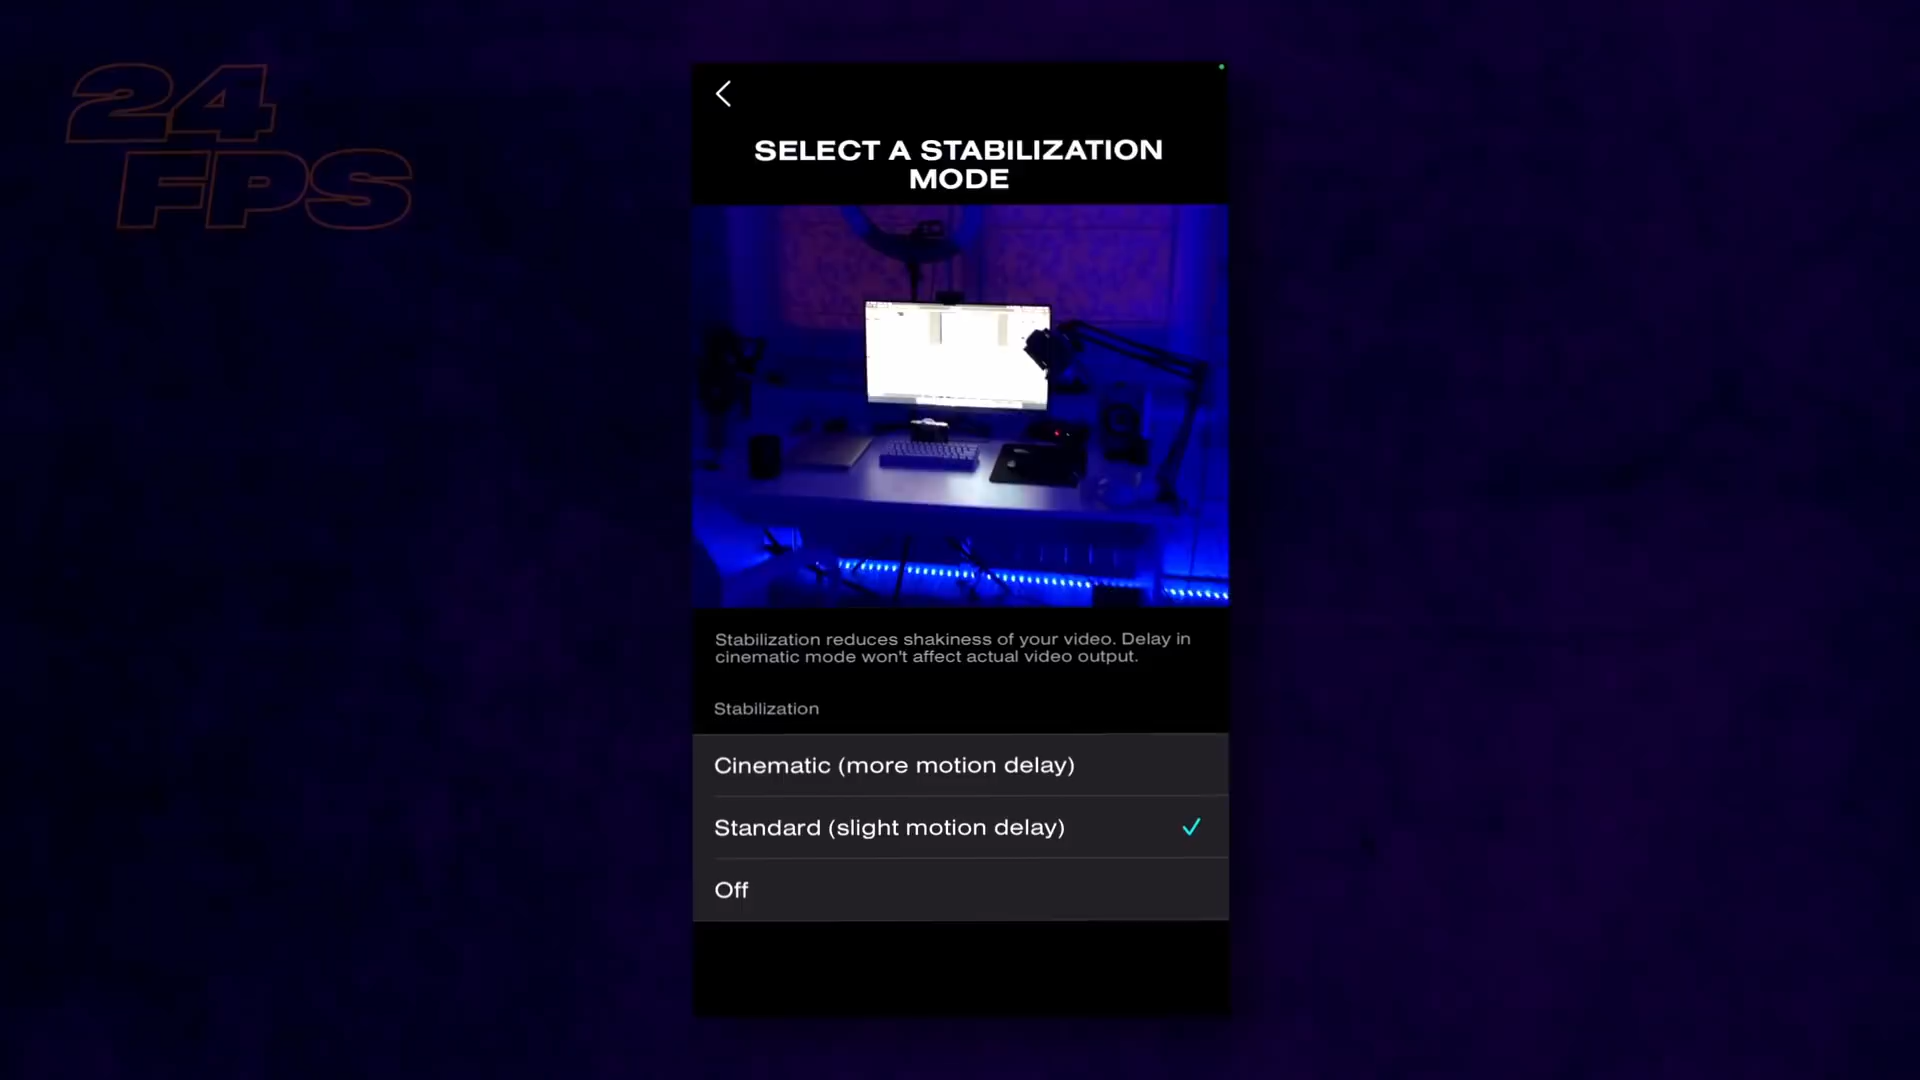 24
FPS
SELECT A STABILIZATION
MODE
Stabilization reduces shakiness of your video. Delay in
cinematic mode won't affect actual video output.
Stabilization
Cinematic (more motion delay)
Standard (slight motion delay)
Off